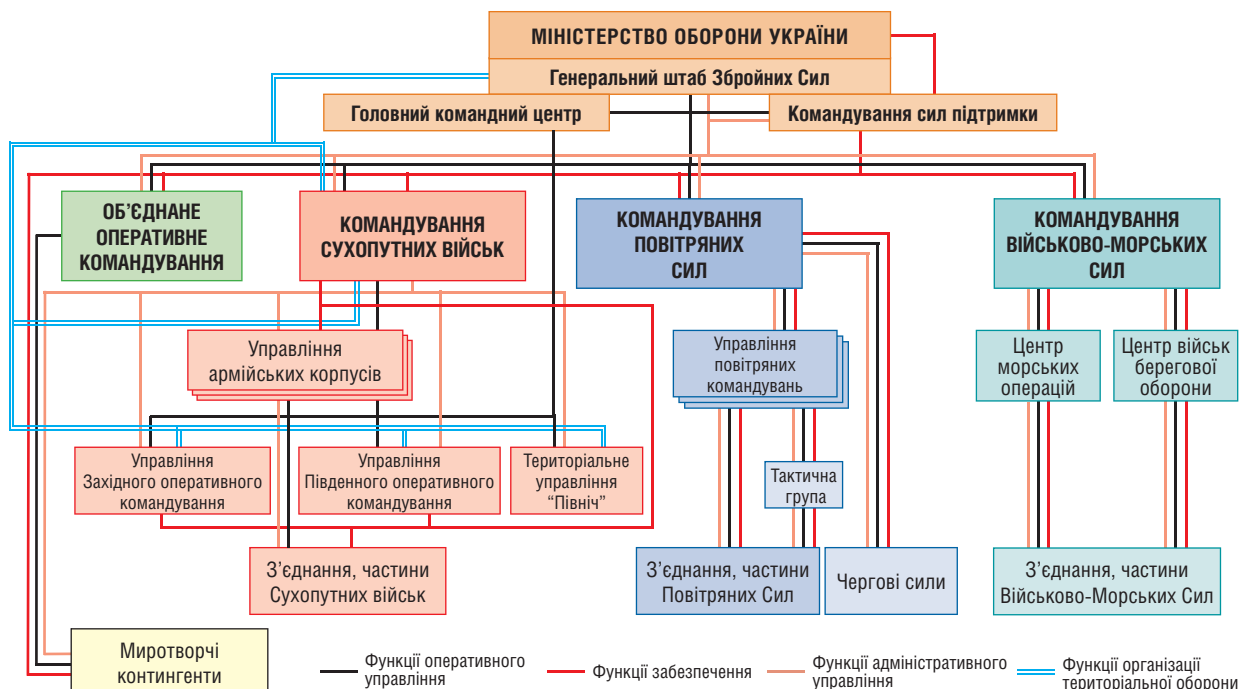 МІНІСТЕРСТВО ОБОРОНИ УКРАЇНИ
Генеральний штаб Збройних Сил
Головний командний центр
Командування сил підтримки
ОБ’ЄДНАНЕ
ОПЕРАТИВНЕ
КОМАНДУВАННЯ
КОМАНДУВАННЯ
СУХОПУТНИХ ВІЙСЬК
КОМАНДУВАННЯ
ПОВІТРЯНИХ
СИЛ
КОМАНДУВАННЯ
ВІЙСЬКОВО-МОРСЬКИХ
СИЛ
Управління
армійських корпусів
Управління
повітряних
командувань
Центр
морських
операцій
Центр військ
берегової
оборони
Управління
Західного оперативного
командування
Управління
Південного оперативного
командування
Територіальне
управління
“Північ”
Тактична
група
З’єднання, частини
Сухопутних військ
З’єднання, частини
Повітряних Сил
Чергові сили
З’єднання, частини
Військово-Морських Сил
Миротворчі
контингенти
Функції оперативного
управління
Функції забезпечення
Функції адміністративного
управління
Функції організації
територіальної оборони